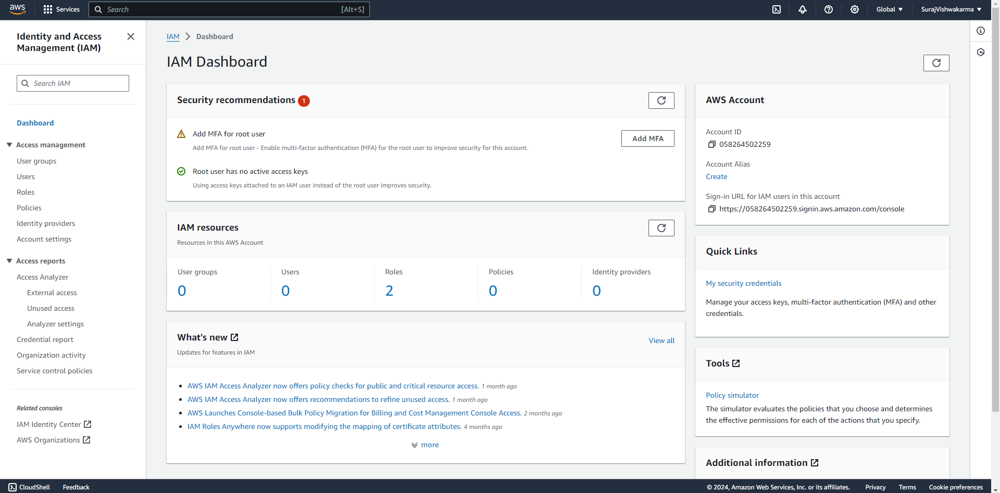 aws
Services
Search
[Alt+S]
Global
SurajVishwakarma
Identity and Access
Management (IAM)
Search IAM
Dashboard
Access management
User groups
Users
Roles
Policies
Identity providers
Account settings
Access reports
Access Analyzer
External access
Unused access
Analyzer settings
Credential report
Organization activity
Service control policies
Related consoles
IAM Identity Center
AWS Organizations
IAM
Dashboard
IAM Dashboard
Security recommendations 1
Add MFA for root user
Add MFA for root user - Enable multi-factor authentication (MFA) for the root user to improve security for this account.
Add MFA
Root user has no active access keys
Using access keys attached to an IAM user instead of the root user improves security.
IAM resources
Resources in this AWS Account
User groups
0
Users
0
Roles
2
Policies
0
Identity providers
0
What's new
View all
Updates for features in IAM
AWS IAM Access Analyzer now offers policy checks for public and critical resource access. 1 month ago
AWS IAM Access Analyzer now offers recommendations to refine unused access. 1 month ago
AWS Launches Console-based Bulk Policy Migration for Billing and Cost Management Console Access. 2 months ago
IAM Roles Anywhere now supports modifying the mapping of certificate attributes. 4 months ago
more
AWS Account
Account ID
058264502259
Account Alias
Create
Sign-in URL for IAM users in this account
https://058264502259.signin.aws.amazon.com/console
Quick Links
My security credentials
Manage your access keys, multi-factor authentication (MFA) and other
credentials.
Tools
Policy simulator
The simulator evaluates the policies that you choose and determines
the effective permissions for each of the actions that you specify.
Additional information
CloudShell
Feedback
© 2024, Amazon Web Services, Inc. or its affiliates.
Privacy
Terms
Cookie preferences